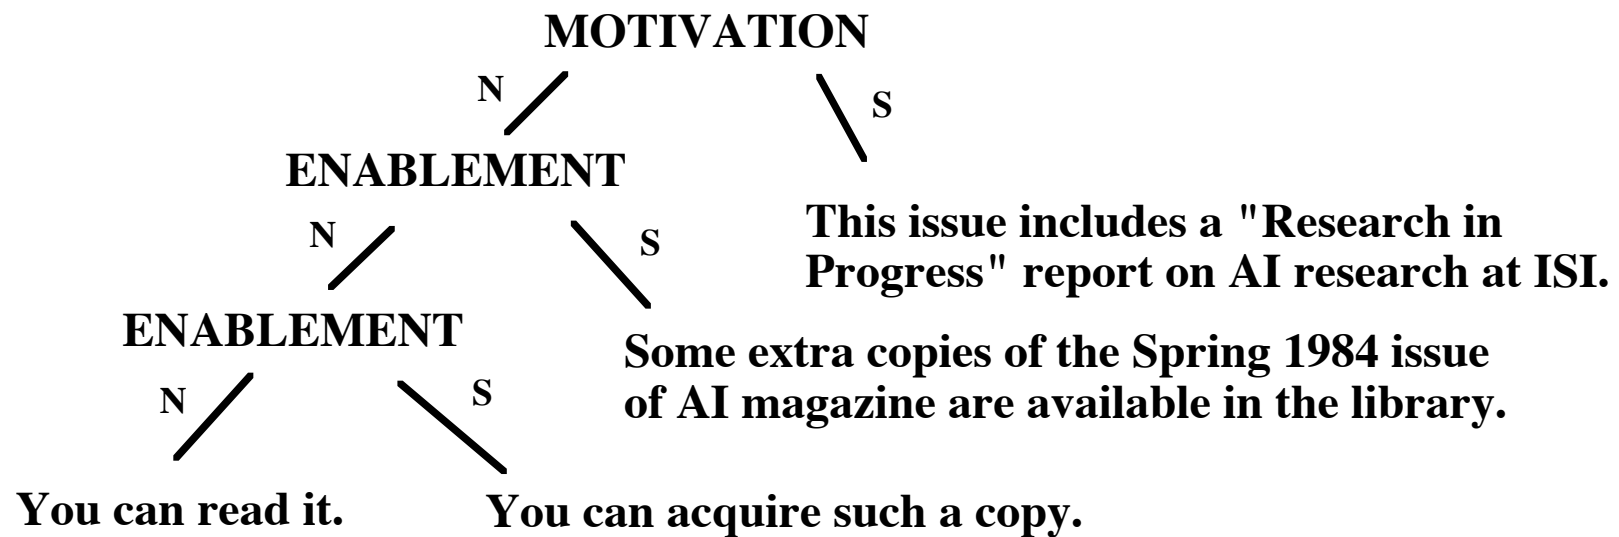 MOTIVATION
N
S
ENABLEMENT
N
S
This issue includes a "Research in
Progress" report on AI research at ISI.
ENABLEMENT
N
S
Some extra copies of the Spring 1984 issue
of AI magazine are available in the library.
You can read it.
You can acquire such a copy.